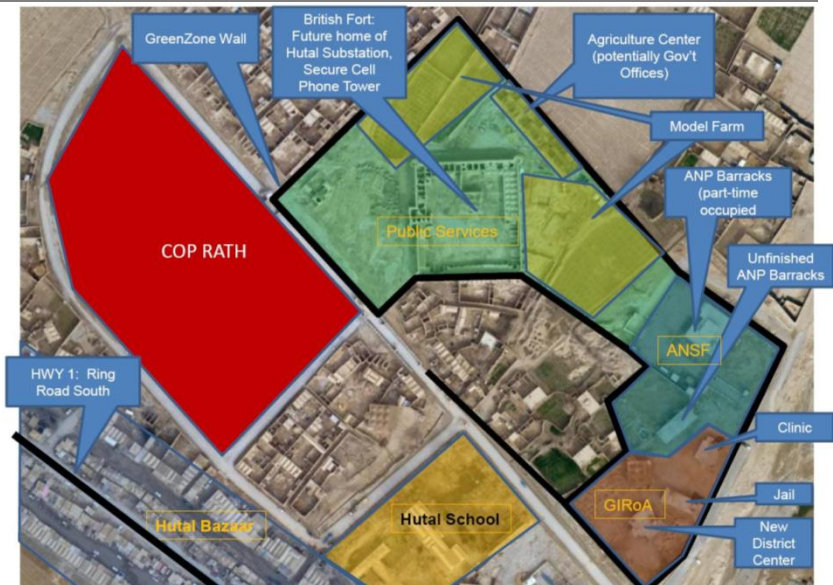 GreenZone Wall
British Fort:
Future home of
Hutal Substation,
Secure Cell
Phone Tower
Agriculture Center
(potentially Gov't
Offices)
Model Farm
ANP Barracks
(part-time
occupied
Unfinished
ANP Barracks
COP RATH
Public Services
ANSF
HWY 1: Ring
Road South
Clinic
Jail
GIRoA
New
District
Center
Hutal Bazaar
Hutal School